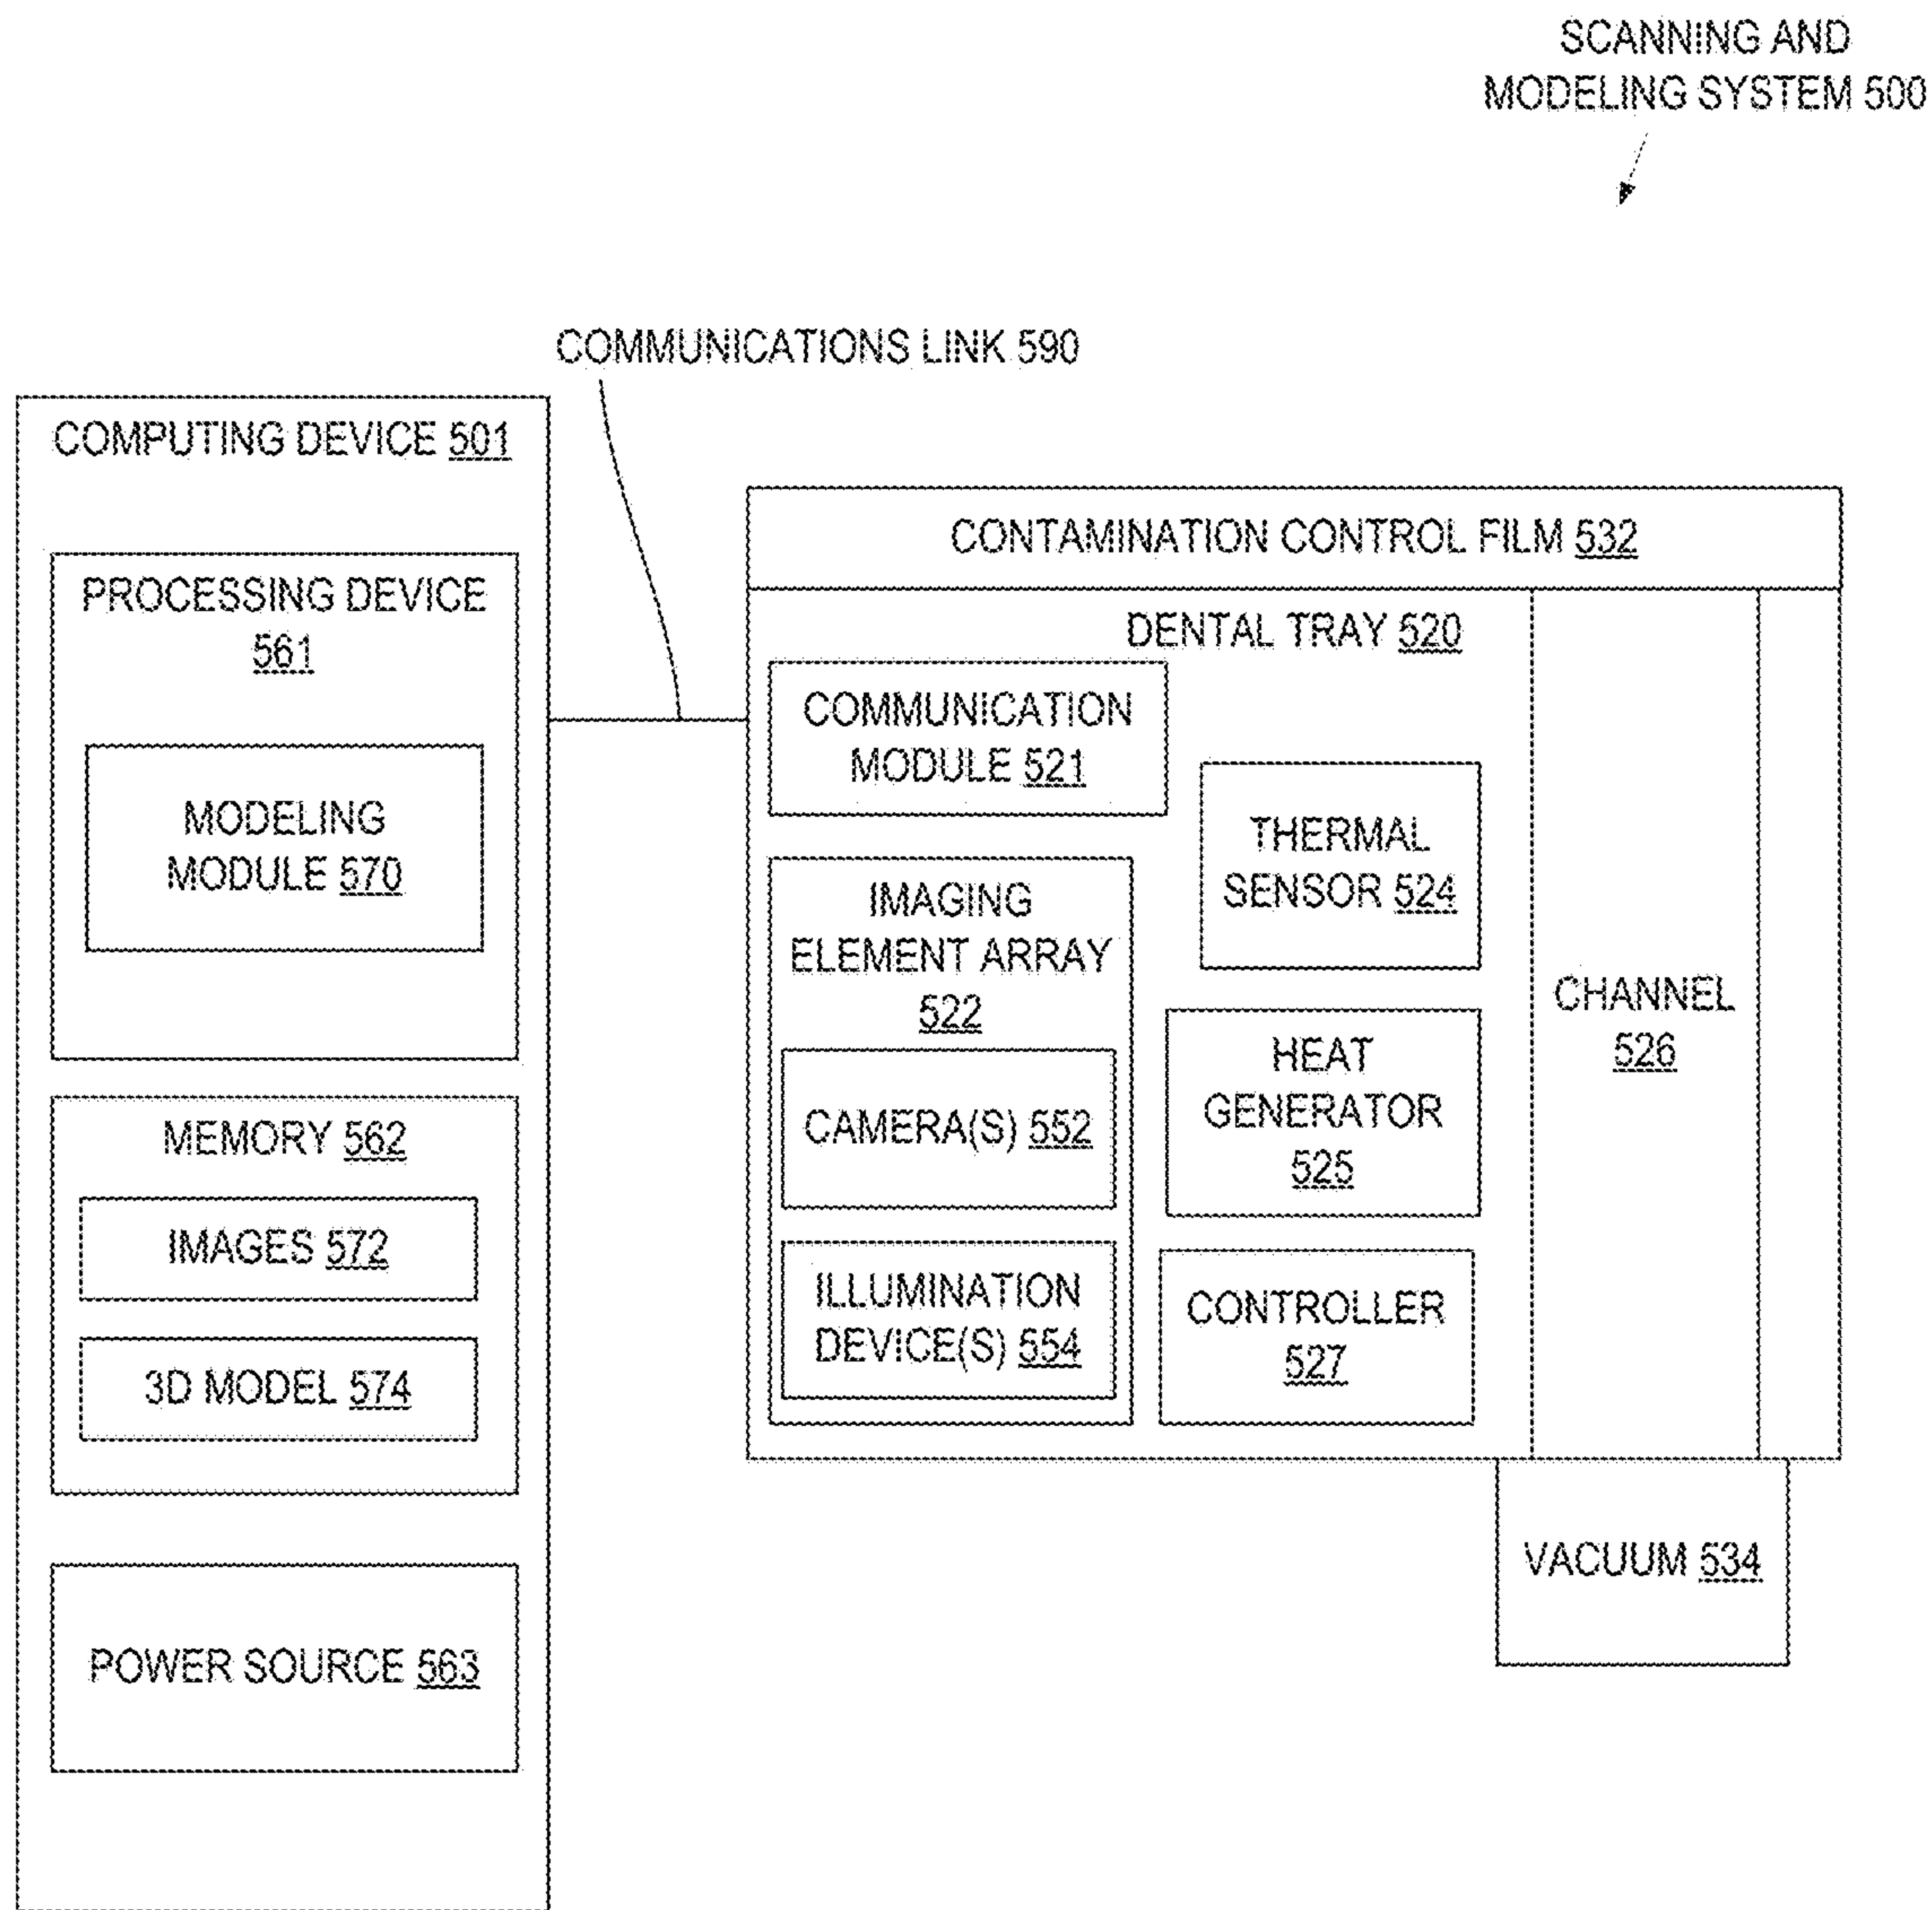 SCANNING AND
MODELING SYSTEM 500
COMMUNICATIONS LINK 590
COMPUTING DEVICE 501
PROCESSING DEVICE
561
MODELING
MODULE 570
MEMORY 562
IMAGES 572
3D MODEL 574
POWER SOURCE 563
CONTAMINATION CONTROL FILM 532
DENTAL TRAY 520
COMMUNICATION
MODULE 521
IMAGING
ELEMENT ARRAY
522
CAMERA(S) 552
ILLUMINATION
DEVICE(S) 554
THERMAL
SENSOR 524
HEAT
GENERATOR
525
CONTROLLER
527
CHANNEL
526
VACUUM 534